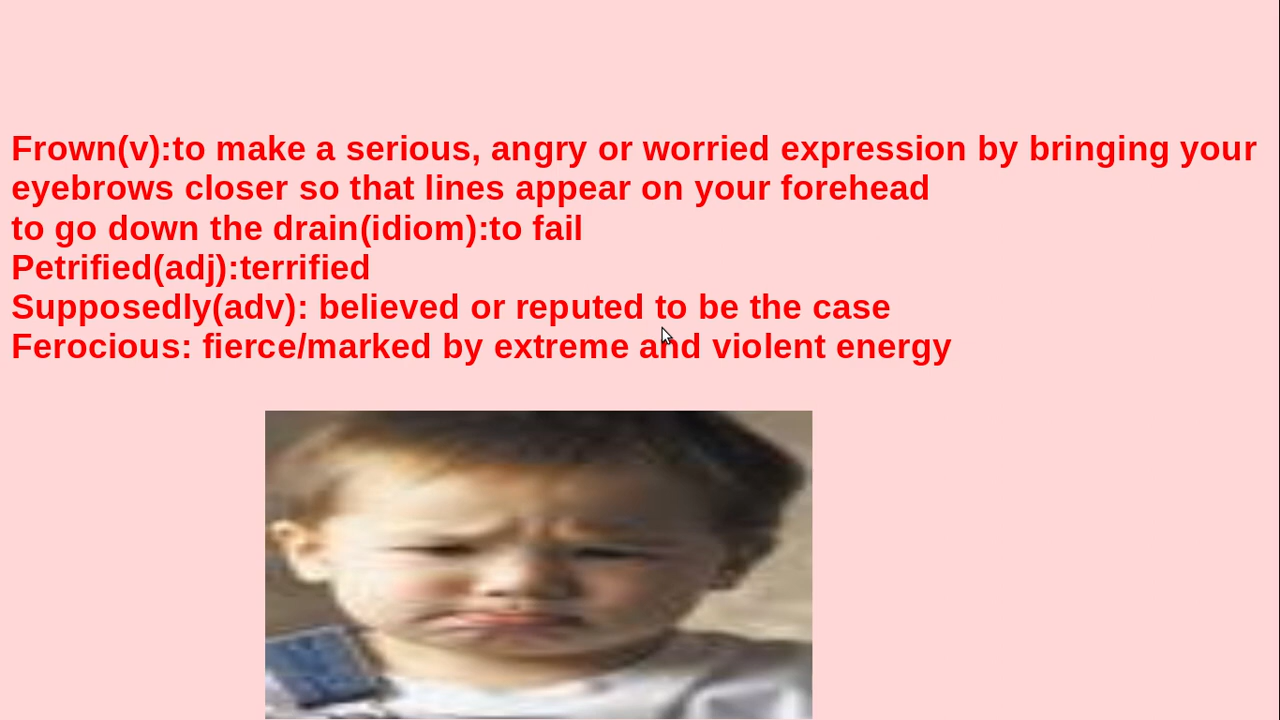 Frown(v):to make a serious, angry or worried expression by bringing your
eyebrows closer so that lines appear on your forehead
to go down the drain(idiom):to fail
Petrified(adj):terrified
Supposedly(adv): believed or reputed to be the case
Ferocious: fierce/marked by extreme and violent energy